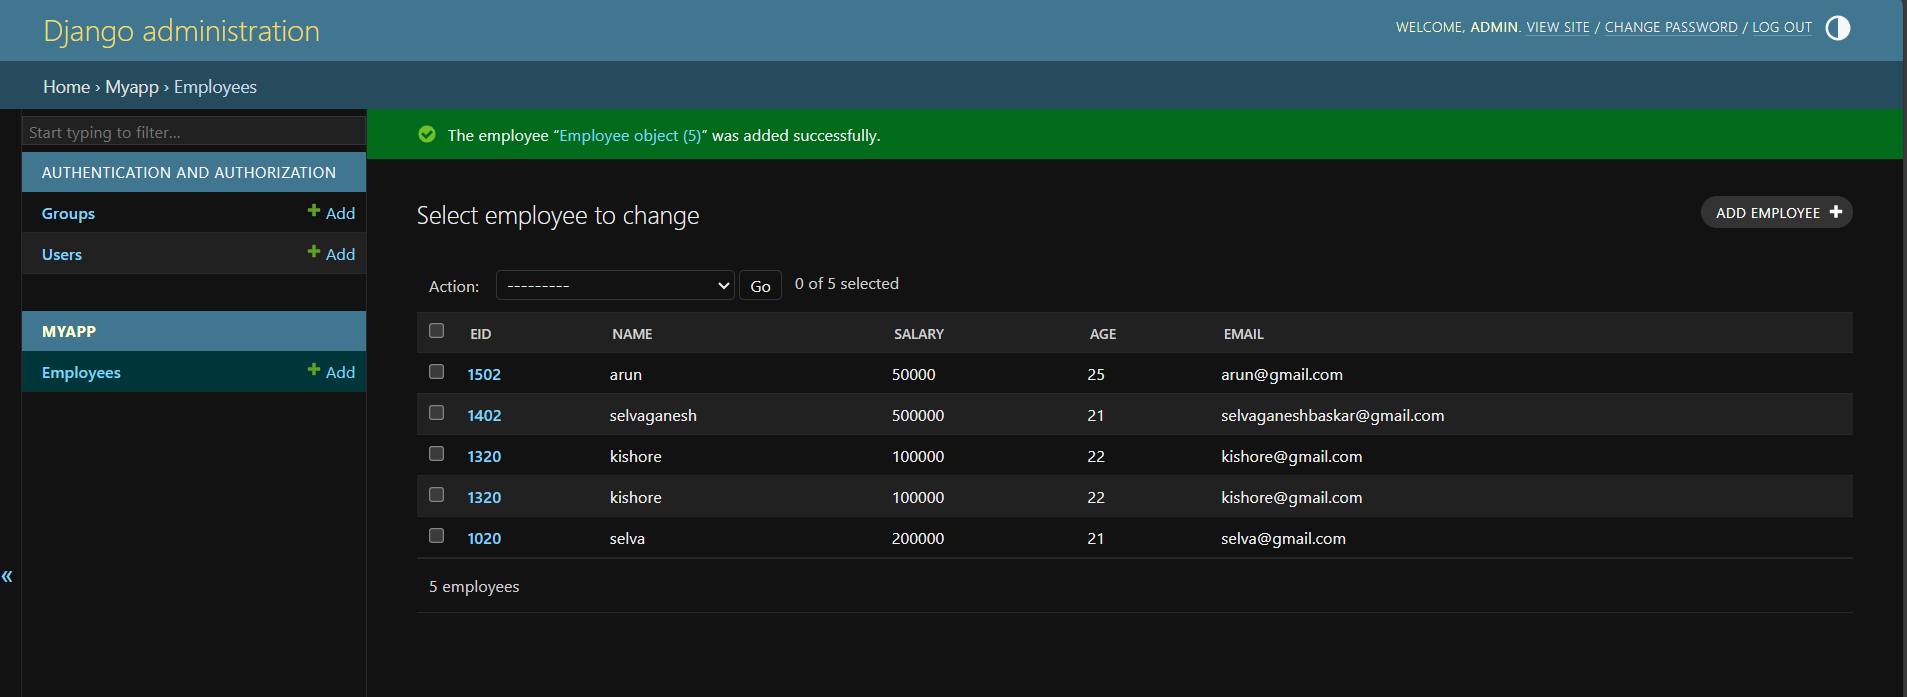 Django administration
WELCOME, ADMIN. VIEW SITE / CHANGE PASSWORD / LOG OUT
Home › Myapp › Employees
Start typing to filter...
AUTHENTICATION AND AUTHORIZATION
Groups + Add
Users + Add
MYAPP
Employees + Add
«
The employee “Employee object (5)” was added successfully.
Select employee to change
ADD EMPLOYEE +
Action: --------- Go 0 of 5 selected
EID NAME SALARY AGE EMAIL
1502 arun 50000 25 arun@gmail.com
1402 selvaganesh 500000 21 selvaganeshbaskar@gmail.com
1320 kishore 100000 22 kishore@gmail.com
1320 kishore 100000 22 kishore@gmail.com
1020 selva 200000 21 selva@gmail.com
5 employees